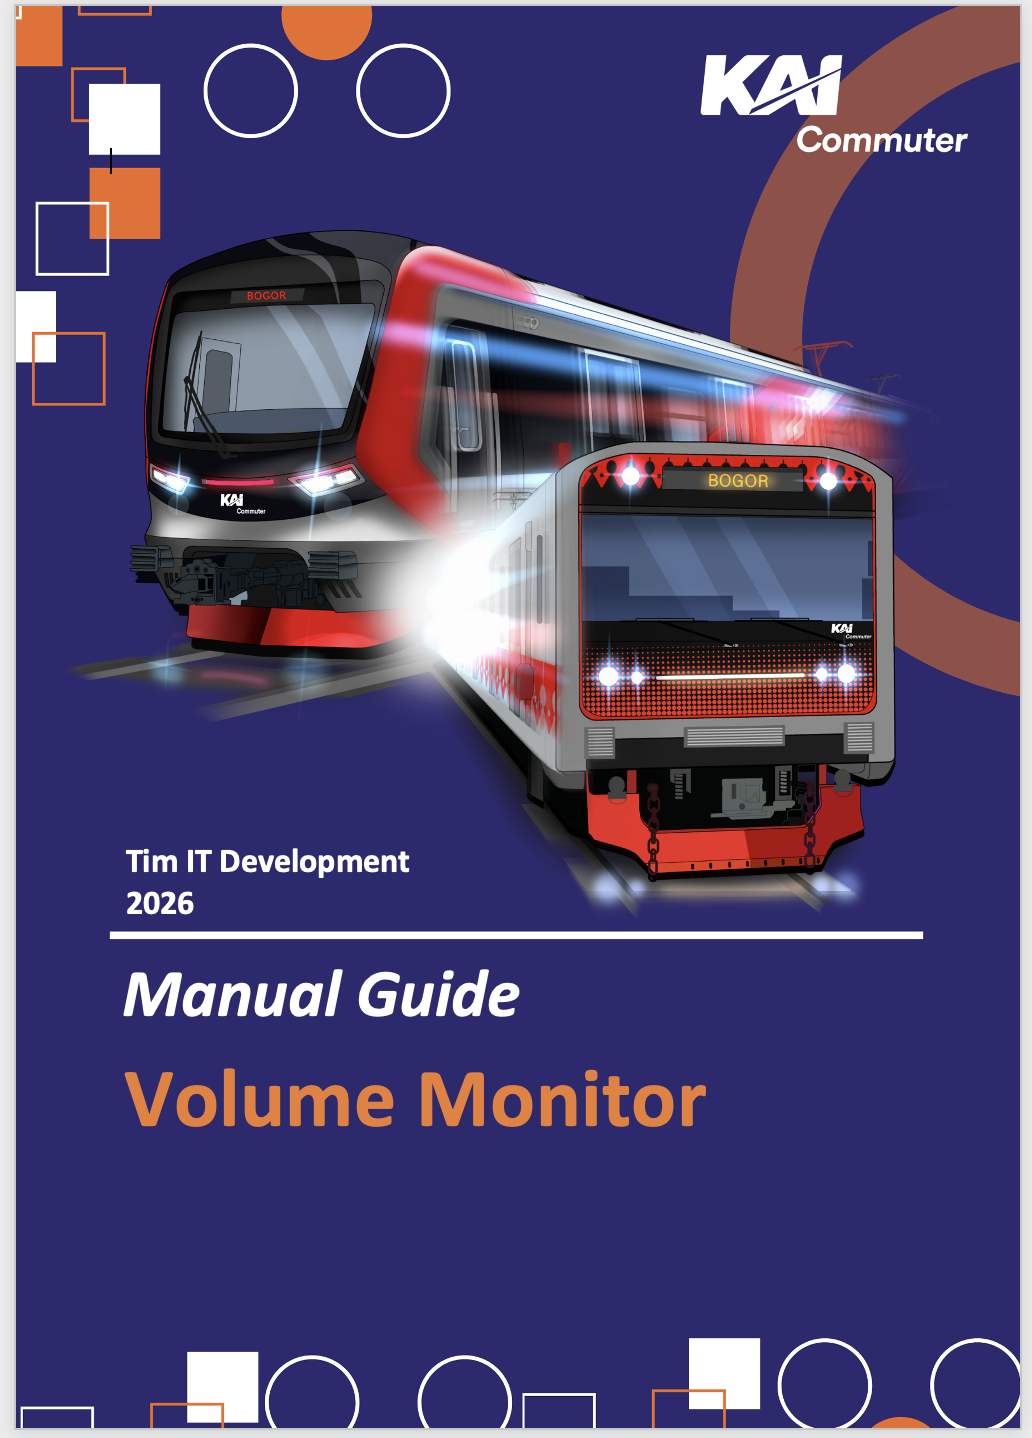 KAI
Commuter
BOGOR
KAI
Commuter
BOGOR
KAI
Commuter
Tim IT Development
2026
Manual Guide
Volume Monitor